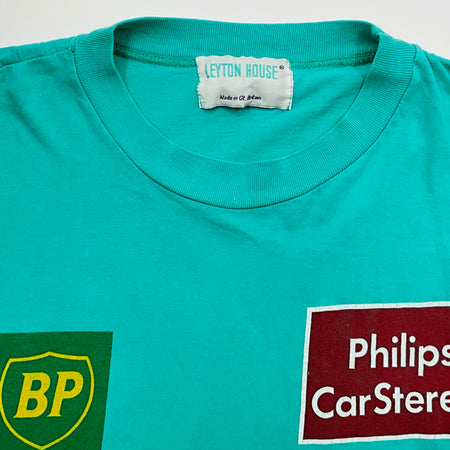 LEYTON HOUSE®
Made in Gt. Britain
BP
Philips
CarStere